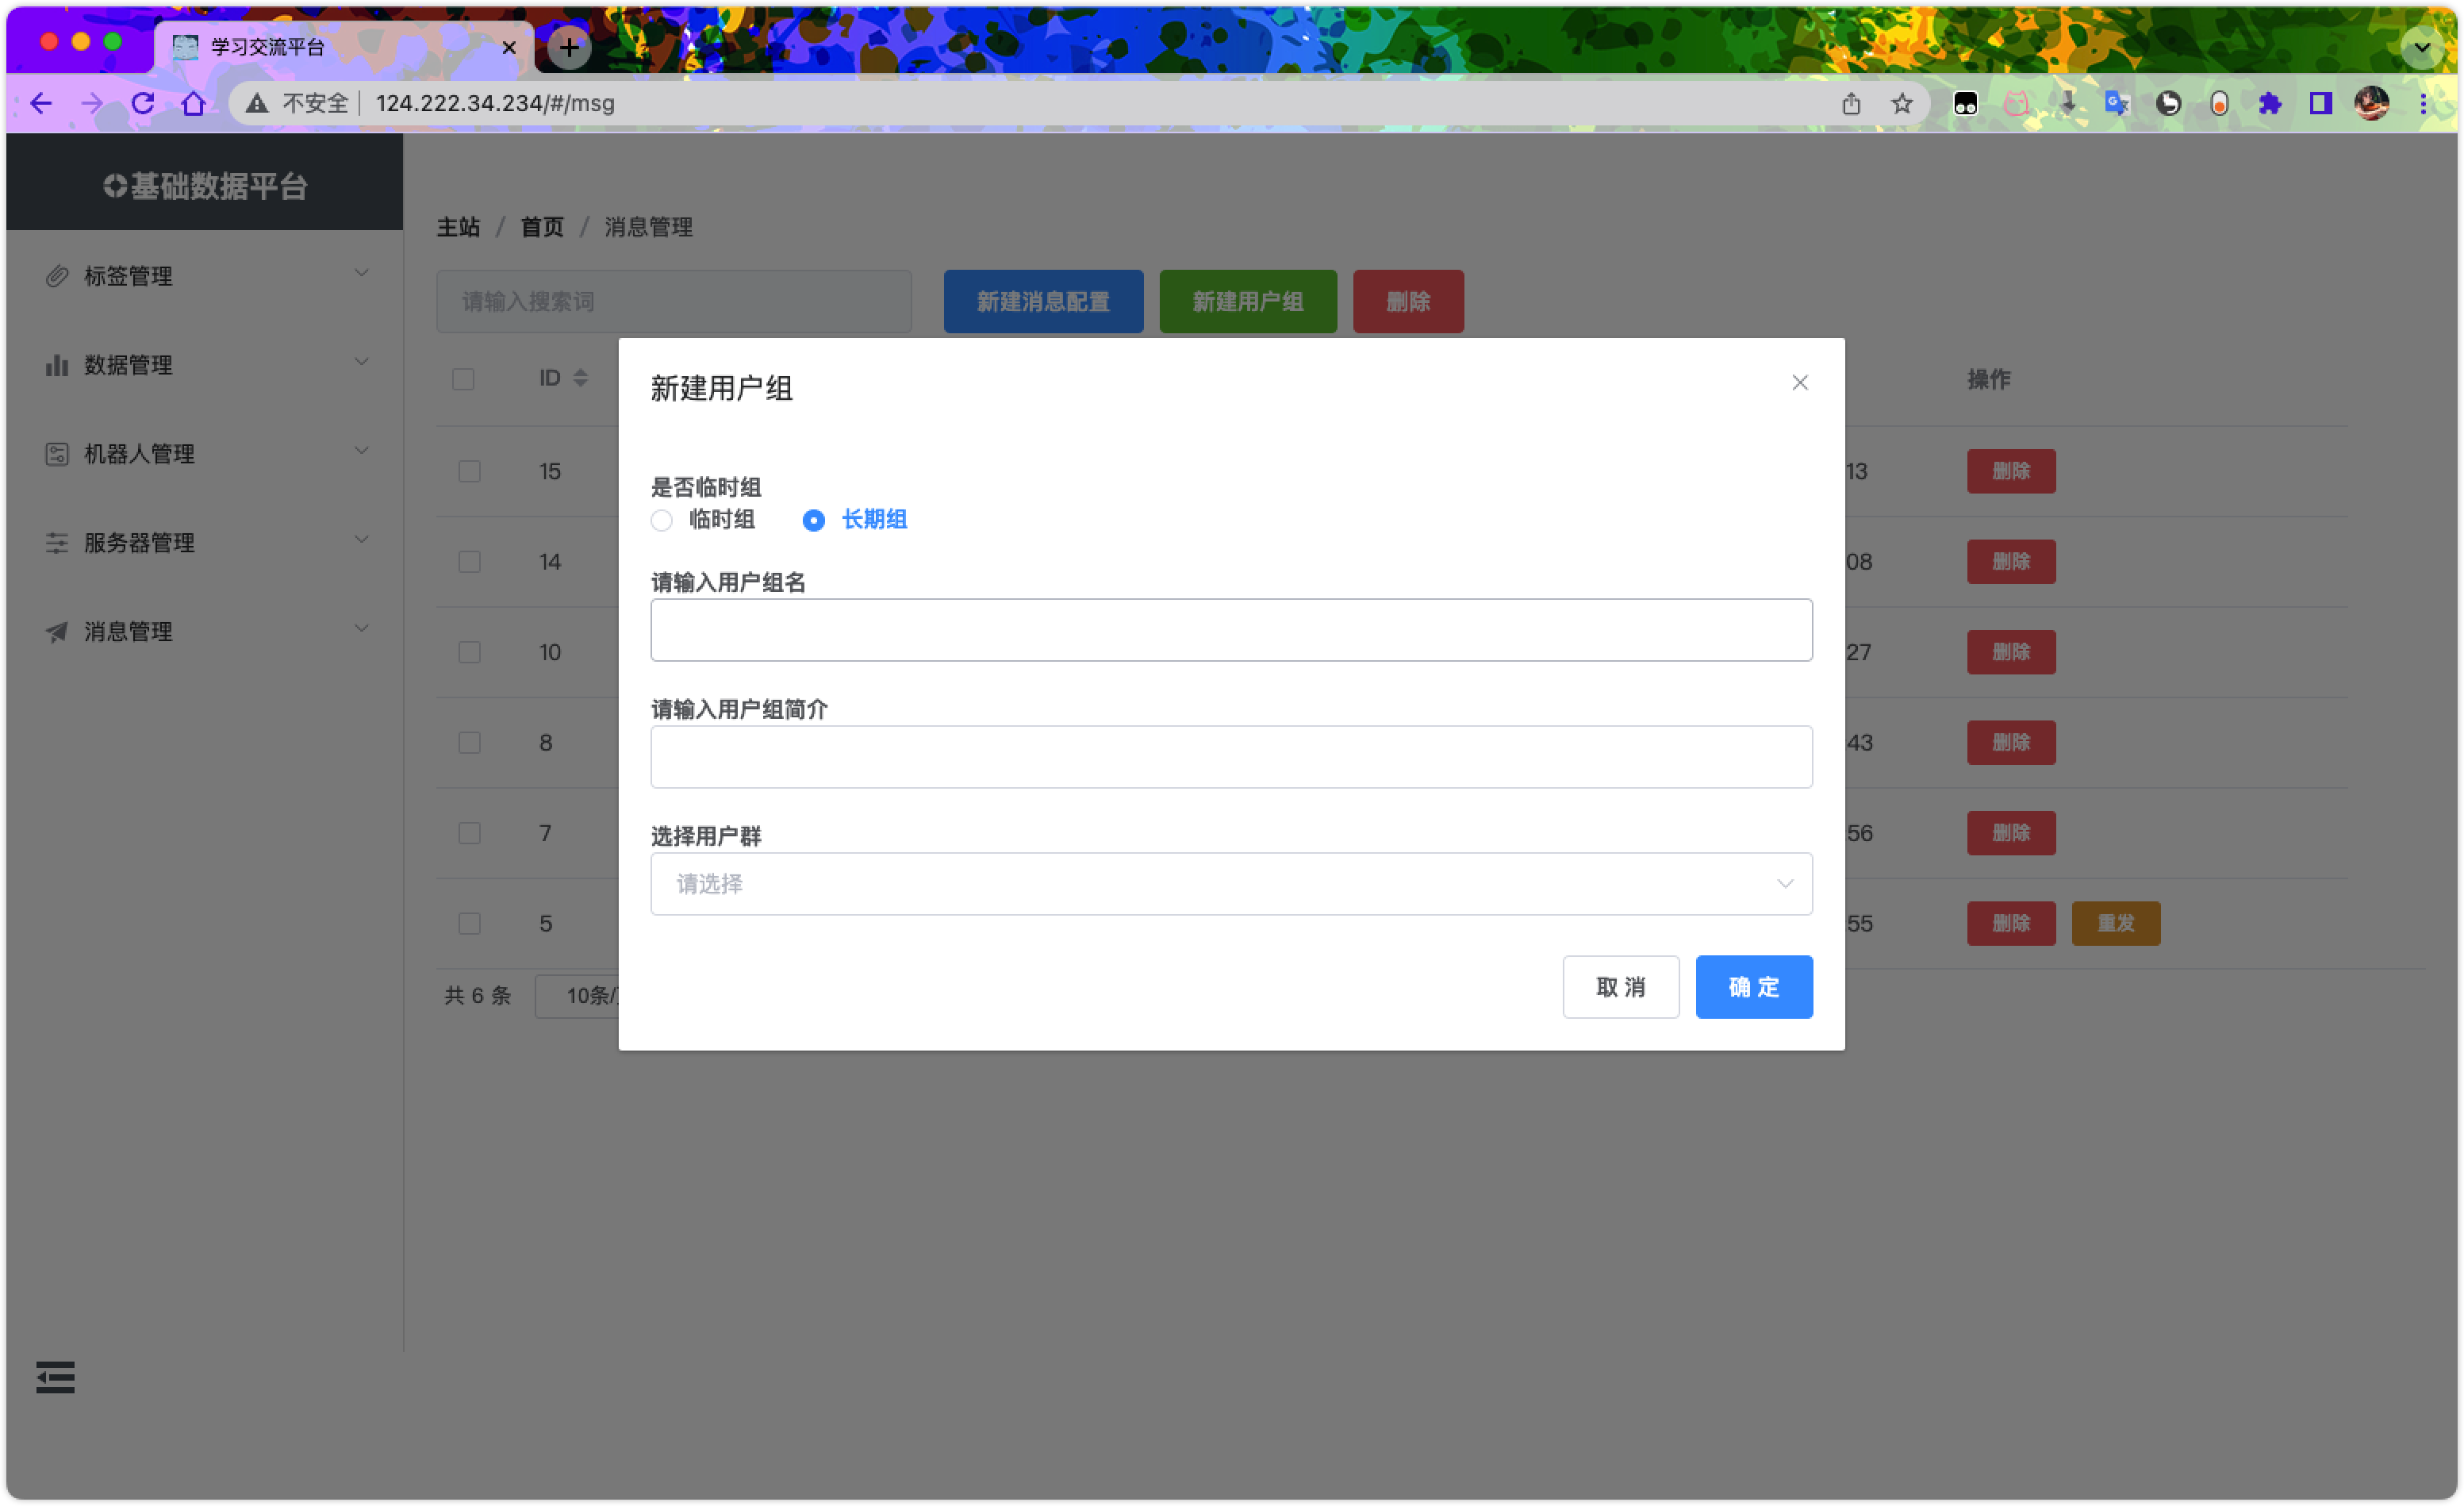 学习交流平台
不安全 124.222.34.234/#/msg
基础数据平台
标签管理
数据管理
机器人管理
服务器管理
消息管理
主站 / 首页 / 消息管理
请输入搜索词 新建消息配置 新建用户组 删除
ID 操作
15 13 删除
14 08 删除
10 27 删除
8 43 删除
7 56 删除
5 55 删除 重发
共 6 条 10条/
新建用户组
是否临时组
临时组 长期组
请输入用户组名
请输入用户组简介
选择用户群
请选择
取 消 确 定